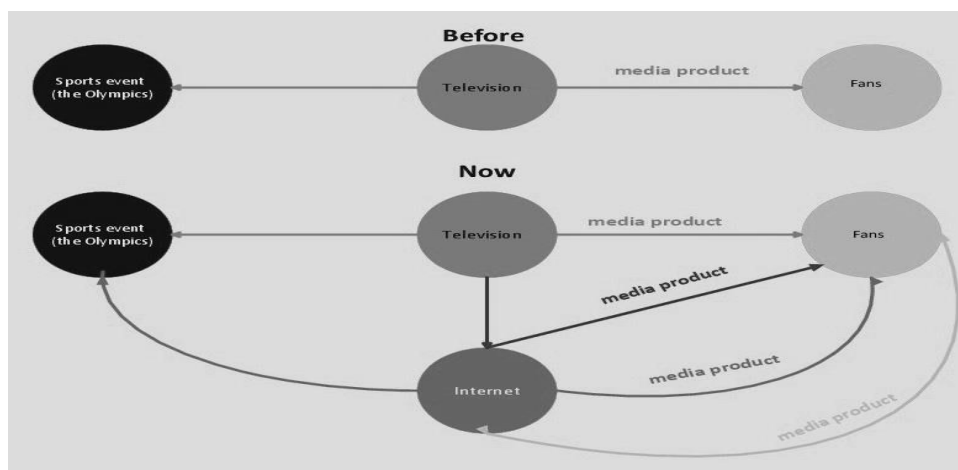 Before
Sports event
(the Olympics)
Television
media product
Fans
Now
Sports event
(the Olympics)
Television
media product
Fans
media product
Internet
media product
media product